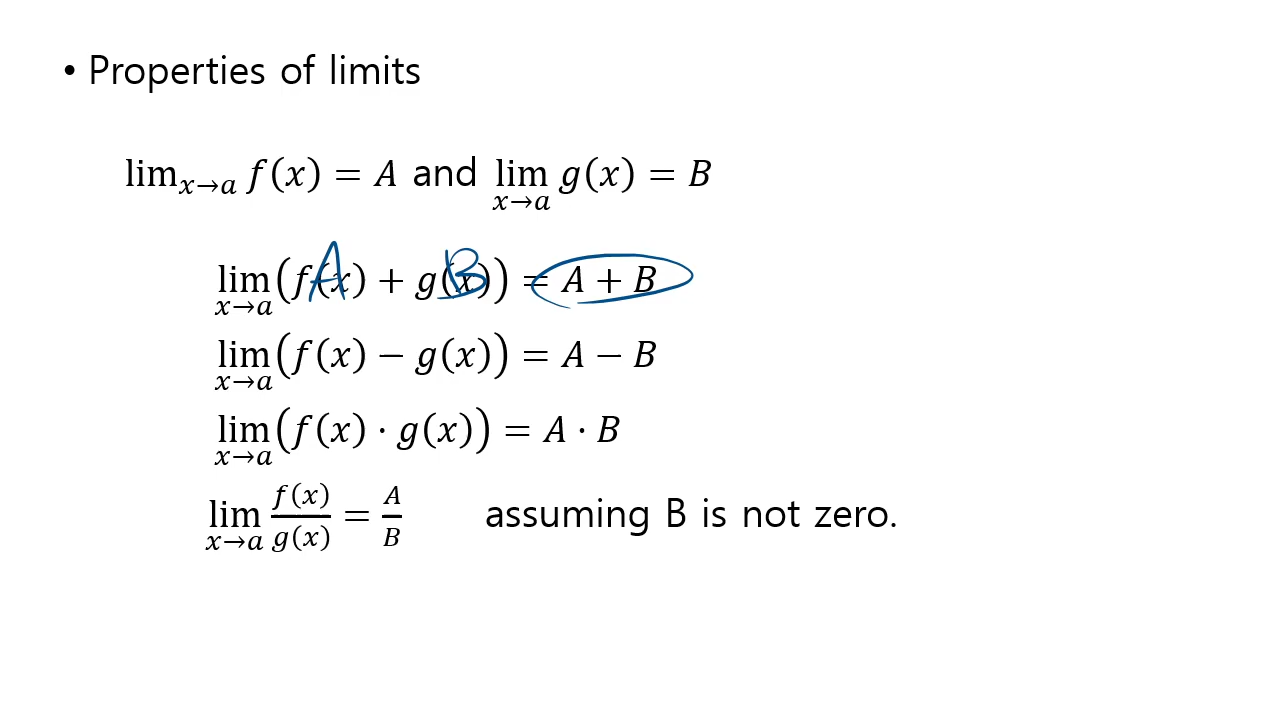 • Properties of limits
lim_{x→a} f(x) = A and lim_{x→a} g(x) = B
A B
lim_{x→a} (f(x) + g(x)) = A + B
lim_{x→a} (f(x) − g(x)) = A − B
lim_{x→a} (f(x) · g(x)) = A · B
lim_{x→a} f(x)/g(x) = A/B assuming B is not zero.